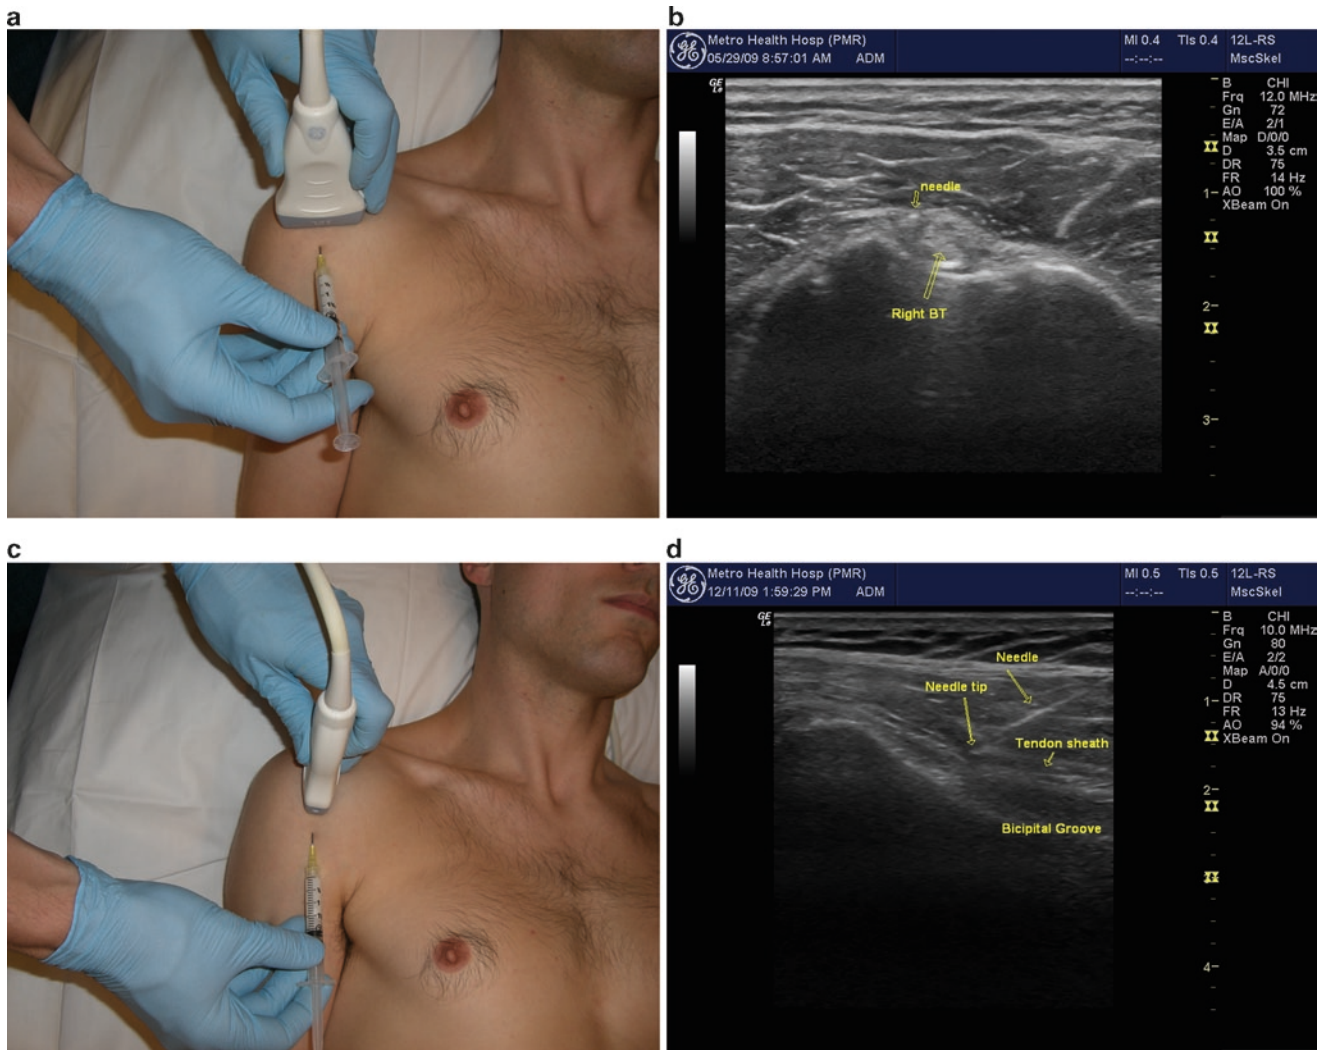 a
b
Metro Health Hosp (PMR)
05/29/09 8:57:01 AM ADM
MI 0.4 TIs 0.4
--:--:--
12L-RS
MscSkel
GE
L#
B CHI
Frq 12.0 MHz
Gn 72
E/A 2/1
Map D/0/0
D 3.5 cm
DR 75
FR 14 Hz
AO 100 %
XBeam On
1
2
3
needle
Right BT
c
d
Metro Health Hosp (PMR)
12/11/09 1:59:29 PM ADM
MI 0.5 TIs 0.5
--:--:--
12L-RS
MscSkel
GE
L#
B CHI
Frq 10.0 MHz
Gn 80
E/A 2/2
Map A/0/0
D 4.5 cm
DR 75
FR 13 Hz
AO 94 %
XBeam On
1
2
4
Needle
Needle tip
Tendon sheath
Bicipital Groove